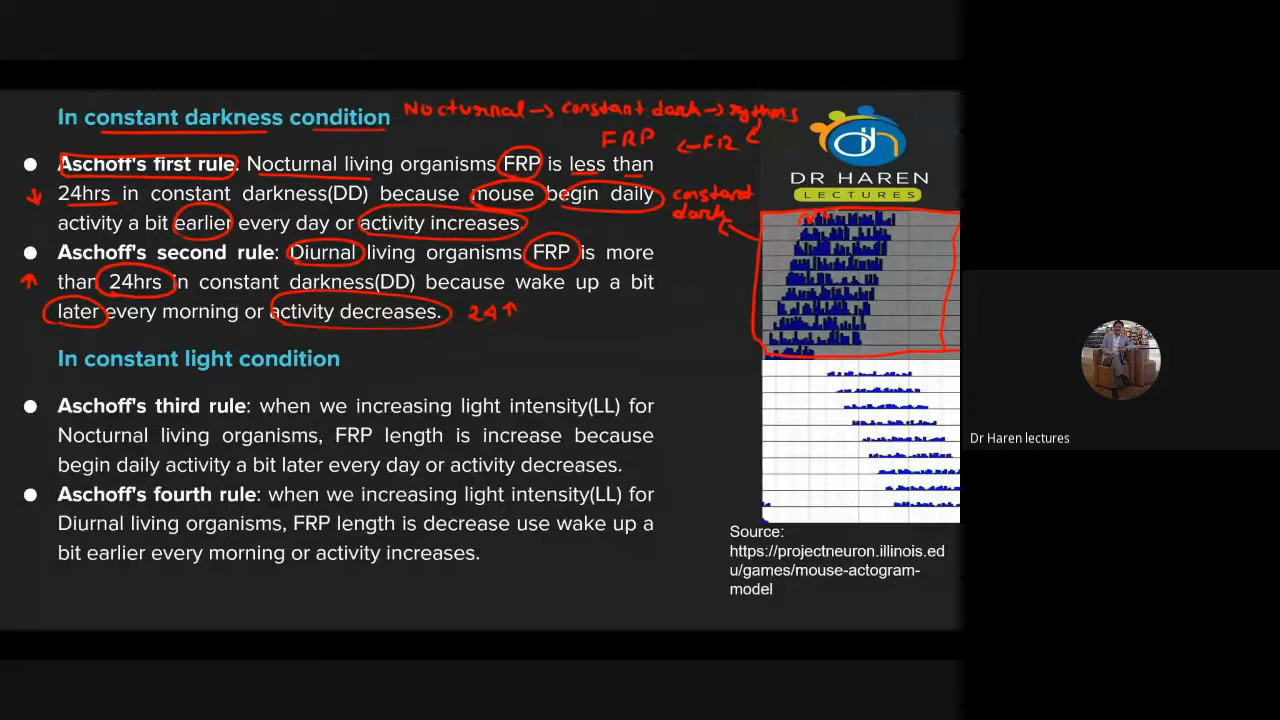 In constant darkness condition
Nocturnal → constant dark → rythms
FRP ← FR
● Aschoff's first rule: Nocturnal living organisms FRP is less than
24hrs in constant darkness(DD) because mouse begin daily
activity a bit earlier every day or activity increases.
● Aschoff's second rule: Diurnal living organisms FRP is more
than 24hrs in constant darkness(DD) because wake up a bit
later every morning or activity decreases.
24 ↑
In constant light condition
● Aschoff's third rule: when we increasing light intensity(LL) for
Nocturnal living organisms, FRP length is increase because
begin daily activity a bit later every day or activity decreases.
● Aschoff's fourth rule: when we increasing light intensity(LL) for
Diurnal living organisms, FRP length is decrease use wake up a
bit earlier every morning or activity increases.
DR HAREN
LECTURES
constant
dark
Source:
https://projectneuron.illinois.ed
u/games/mouse-actogram-
model
Dr Haren lectures